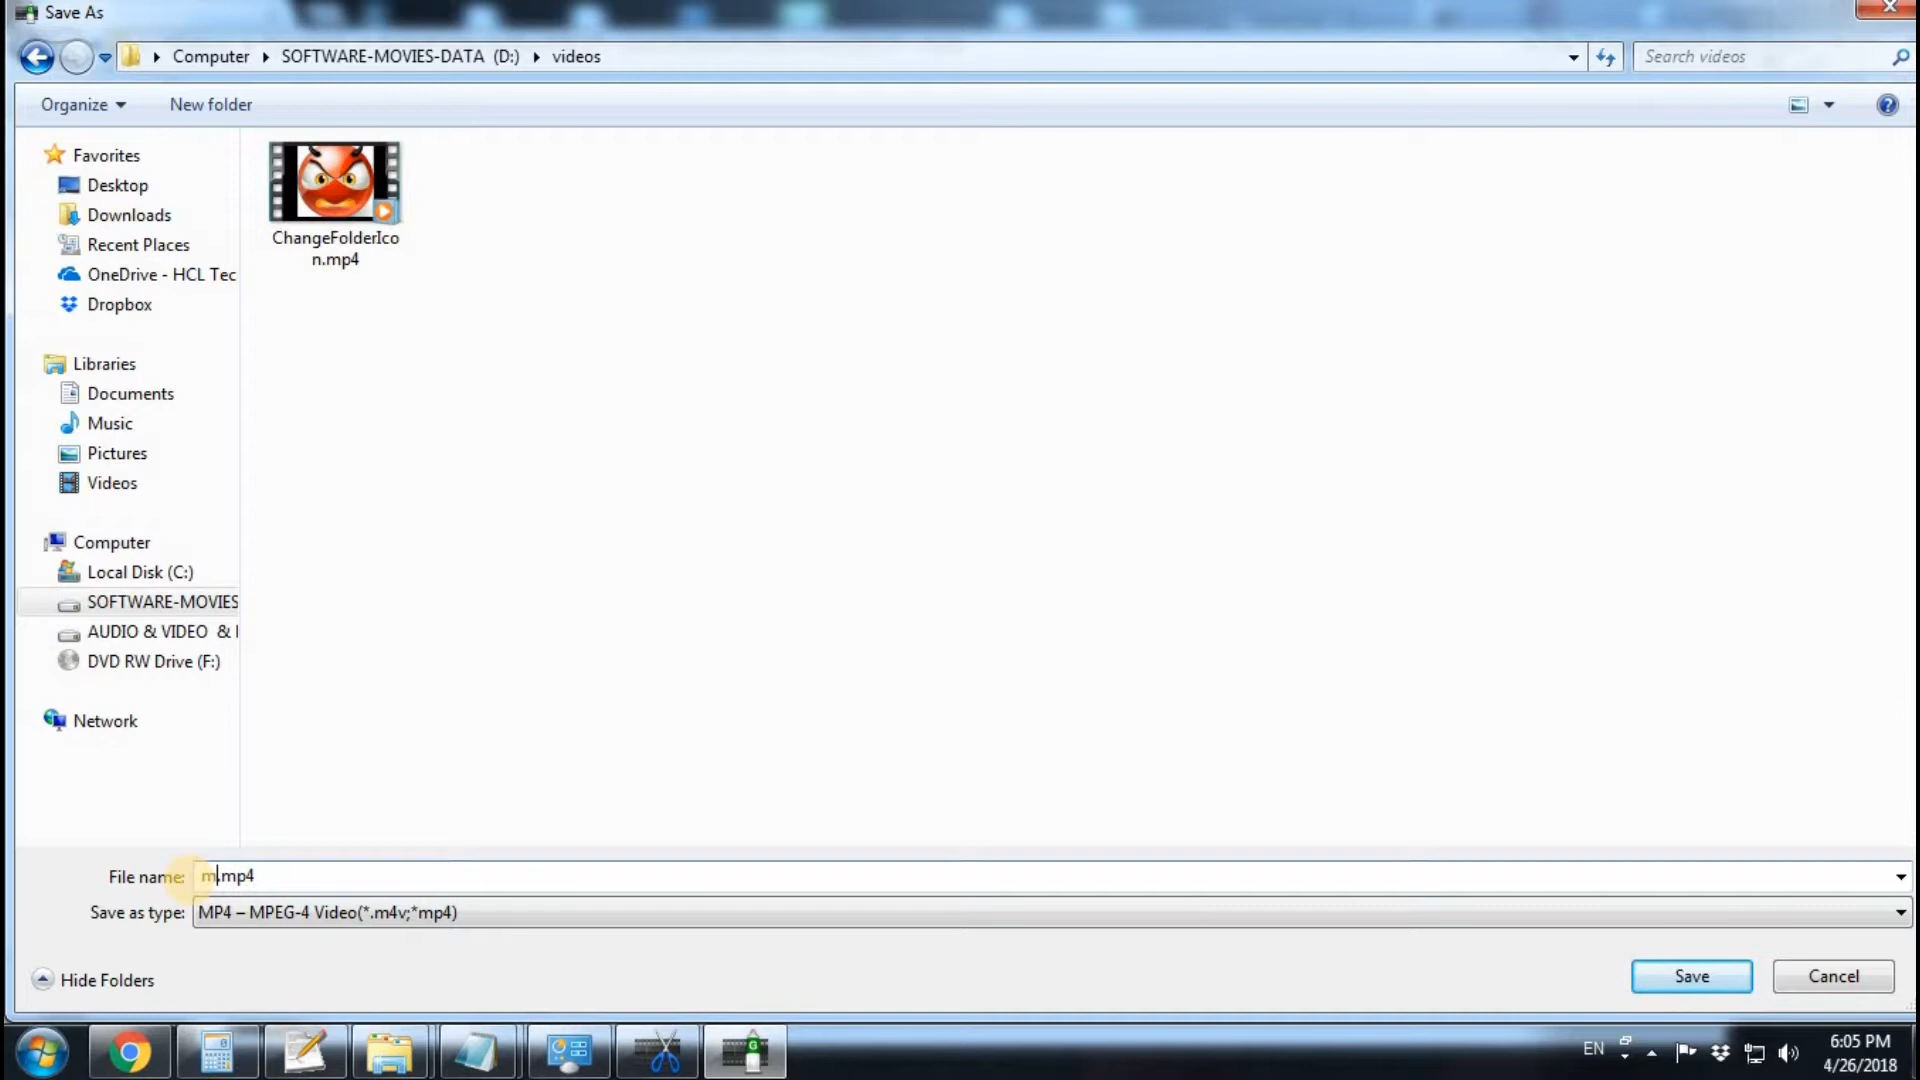 Save As
Computer SOFTWARE-MOVIES-DATA (D:) videos
Search videos
Organize
New folder
Favorites
Desktop
Downloads
Recent Places
OneDrive - HCL Tec
Dropbox
Libraries
Documents
Music
Pictures
Videos
Computer
Local Disk (C:)
SOFTWARE-MOVIES
AUDIO & VIDEO & I
DVD RW Drive (F:)
Network
ChangeFolderIco
n.mp4
File name: m.mp4
Save as type: MP4 – MPEG-4 Video(*.m4v;*mp4)
Hide Folders
Save
Cancel
EN
6:05 PM
4/26/2018